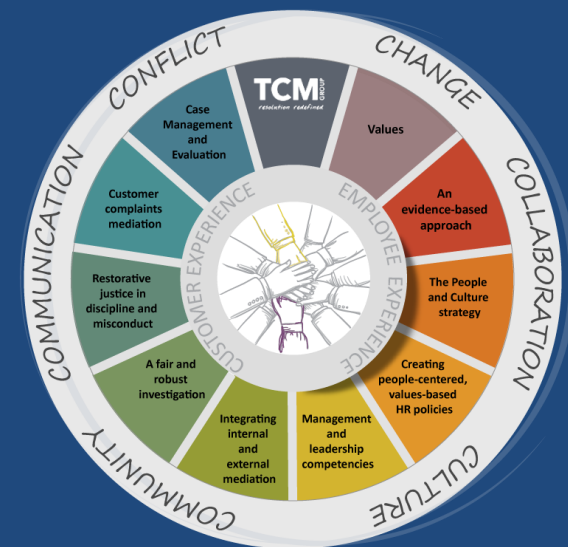 CONFLICT
CHANGE
COLLABORATION
CULTURE
COMMUNITY
COMMUNICATION
TCM
GROUP
resolution redefined
Values
An
evidence-based
approach
The People
and Culture
strategy
Creating
people-centered,
values-based
HR policies
Management
and
leadership
competencies
Integrating
internal
and
external
mediation
A fair and
robust
investigation
Restorative
justice in
discipline and
misconduct
Customer
complaints
mediation
Case
Management
and
Evaluation
CUSTOMER EXPERIENCE
EMPLOYEE EXPERIENCE